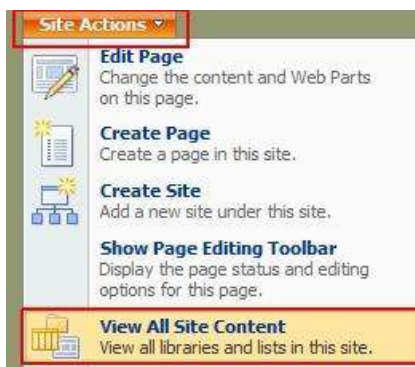 Site Actions
Edit Page
Change the content and Web Parts
on this page.
Create Page
Create a page in this site.
Create Site
Add a new site under this site.
Show Page Editing Toolbar
Display the page status and editing
options for this page.
View All Site Content
View all libraries and lists in this site.